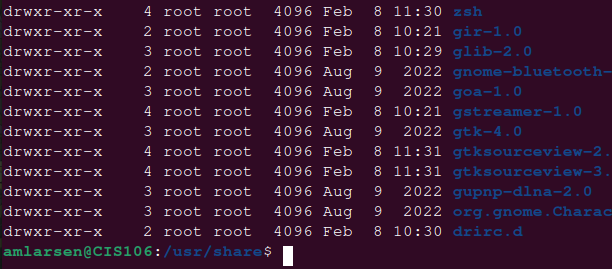 drwxr-xr-x 4 root root 4096 Feb 8 11:30 zsh
drwxr-xr-x 2 root root 4096 Feb 8 10:21 gir-1.0
drwxr-xr-x 3 root root 4096 Feb 8 10:29 glib-2.0
drwxr-xr-x 2 root root 4096 Aug 9 2022 gnome-bluetooth-
drwxr-xr-x 3 root root 4096 Aug 9 2022 goa-1.0
drwxr-xr-x 4 root root 4096 Feb 8 10:21 gstreamer-1.0
drwxr-xr-x 3 root root 4096 Aug 9 2022 gtk-4.0
drwxr-xr-x 4 root root 4096 Feb 8 11:31 gtksourceview-2.
drwxr-xr-x 4 root root 4096 Feb 8 11:31 gtksourceview-3.
drwxr-xr-x 3 root root 4096 Aug 9 2022 gupnp-dlna-2.0
drwxr-xr-x 3 root root 4096 Aug 9 2022 org.gnome.Charac
drwxr-xr-x 2 root root 4096 Feb 8 10:30 drirc.d
amlarsen@CIS106:/usr/share$